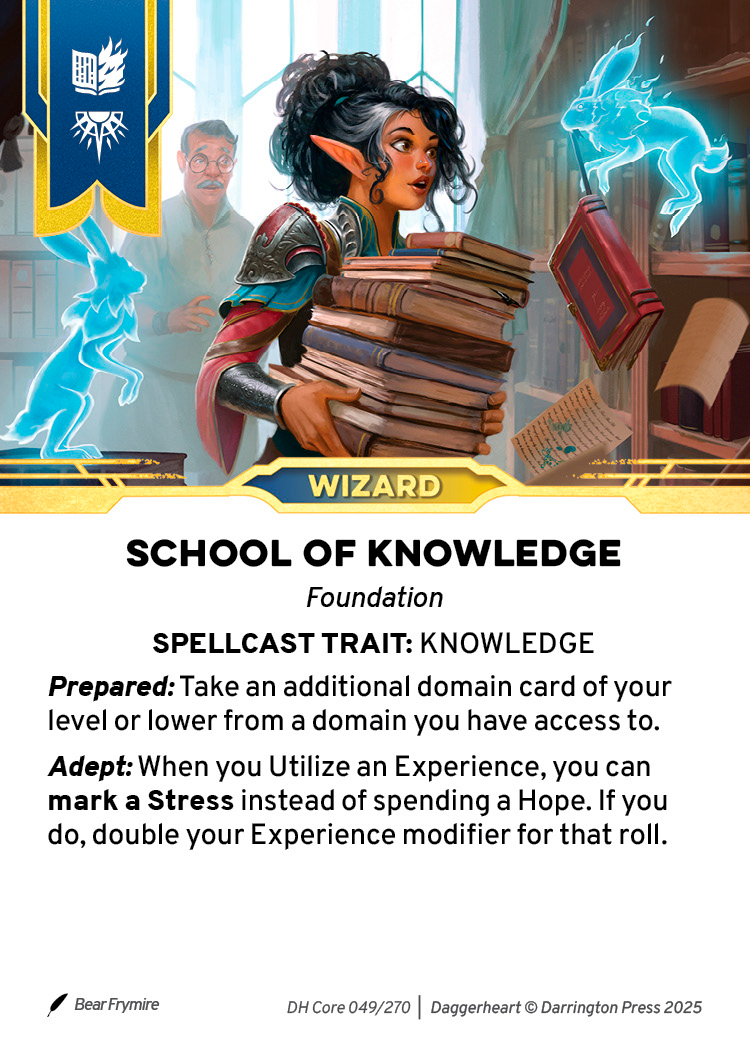 WIZARD
SCHOOL OF KNOWLEDGE
Foundation
SPELLCAST TRAIT: KNOWLEDGE
Prepared: Take an additional domain card of your
level or lower from a domain you have access to.
Adept: When you Utilize an Experience, you can
mark a Stress instead of spending a Hope. If you
do, double your Experience modifier for that roll.
Bear Frymire
DH Core 049/270 | Daggerheart © Darrington Press 2025